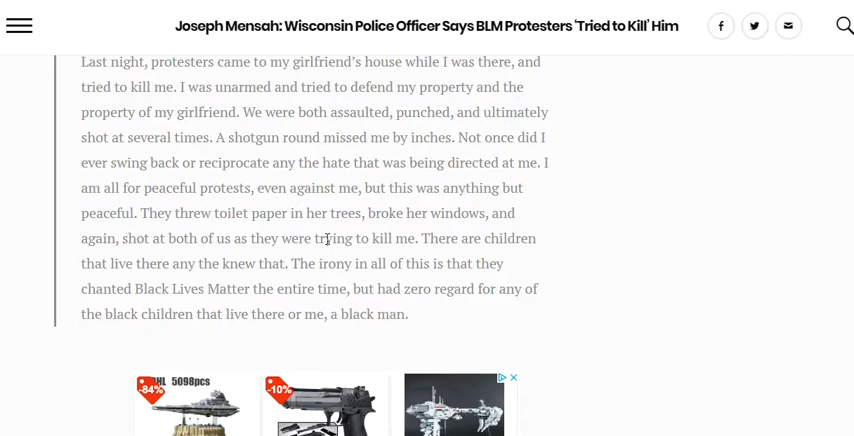 Joseph Mensah: Wisconsin Police Officer Says BLM Protesters ‘Tried to Kill’ Him
Last night, protesters came to my girlfriend’s house while I was there, and
tried to kill me. I was unarmed and tried to defend my property and the
property of my girlfriend. We were both assaulted, punched, and ultimately
shot at several times. A shotgun round missed me by inches. Not once did I
ever swing back or reciprocate any the hate that was being directed at me. I
am all for peaceful protests, even against me, but this was anything but
peaceful. They threw toilet paper in her trees, broke her windows, and
again, shot at both of us as they were trying to kill me. There are children
that live there any the knew that. The irony in all of this is that they
chanted Black Lives Matter the entire time, but had zero regard for any of
the black children that live there or me, a black man.
5098pcs
-84%
-10%